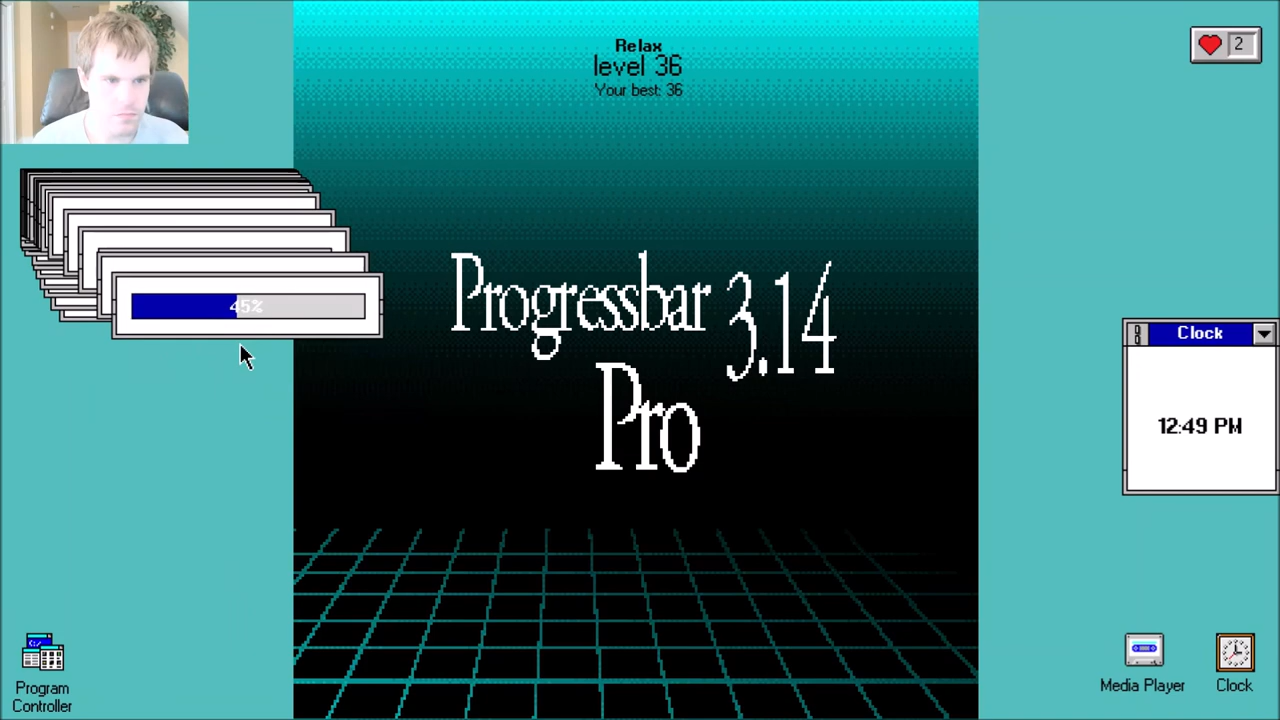 Relax
level 36
Your best: 36
2
45%
Progressbar 3.14
Pro
Clock
12:49 PM
Program
Controller
Media Player
Clock